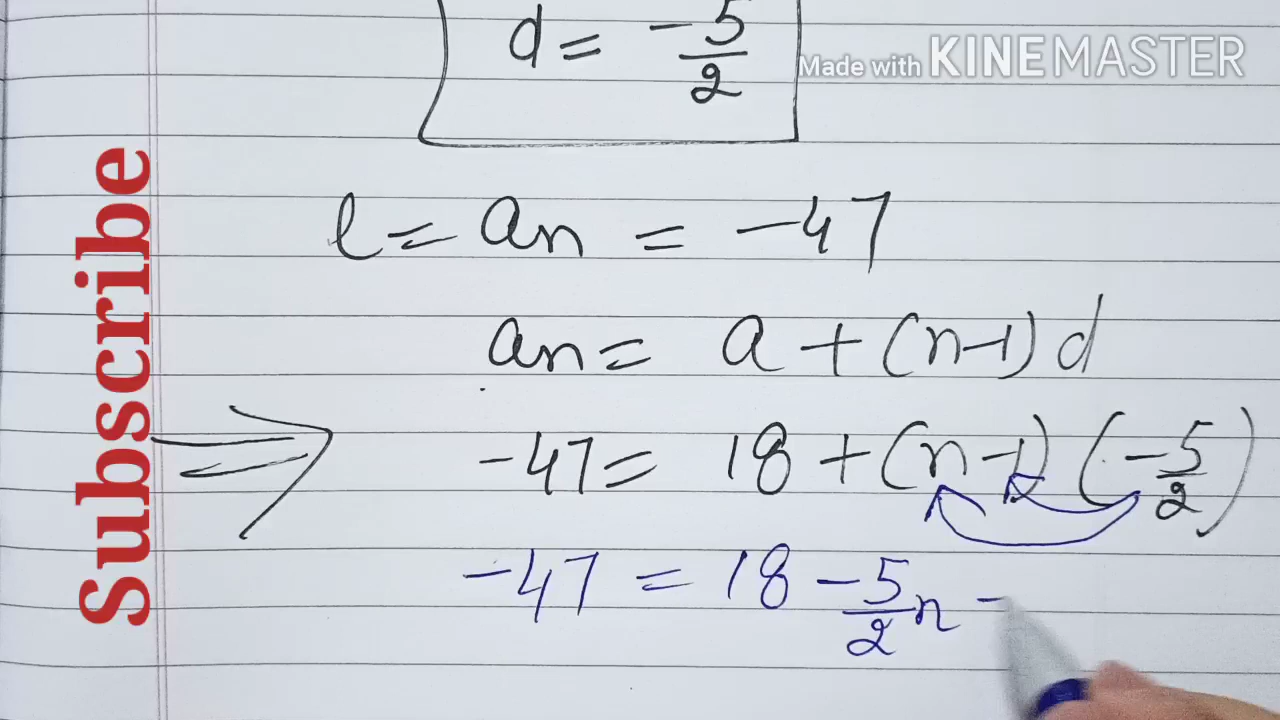 d = -5/2
Made with KINEMASTER
Subscribe
l = an = -47
an = a + (n-1) d
-47 = 18 + (n-1) (-5/2)
-47 = 18 - 5/2 n -